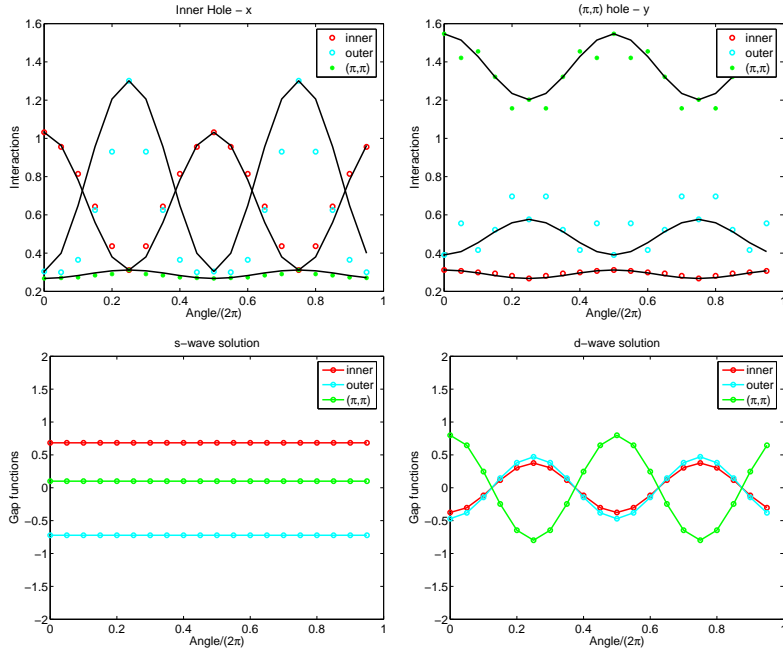 Inner Hole − x
1.6
1.4
1.2
1
0.8
0.6
0.4
0.2
Interactions
inner
outer
(π,π)
0 0.2 0.4 0.6 0.8 1
Angle/(2π)
(π,π) hole − y
1.6
1.4
1.2
1
0.8
0.6
0.4
0.2
Interactions
inner
outer
(π,π)
0 0.2 0.4 0.6 0.8 1
Angle/(2π)
s−wave solution
2
1.5
1
0.5
0
−0.5
−1
−1.5
−2
Gap functions
inner
outer
(π,π)
0 0.2 0.4 0.6 0.8 1
Angle/(2π)
d−wave solution
2
1.5
1
0.5
0
−0.5
−1
−1.5
−2
Gap functions
inner
outer
(π,π)
0 0.2 0.4 0.6 0.8 1
Angle/(2π)